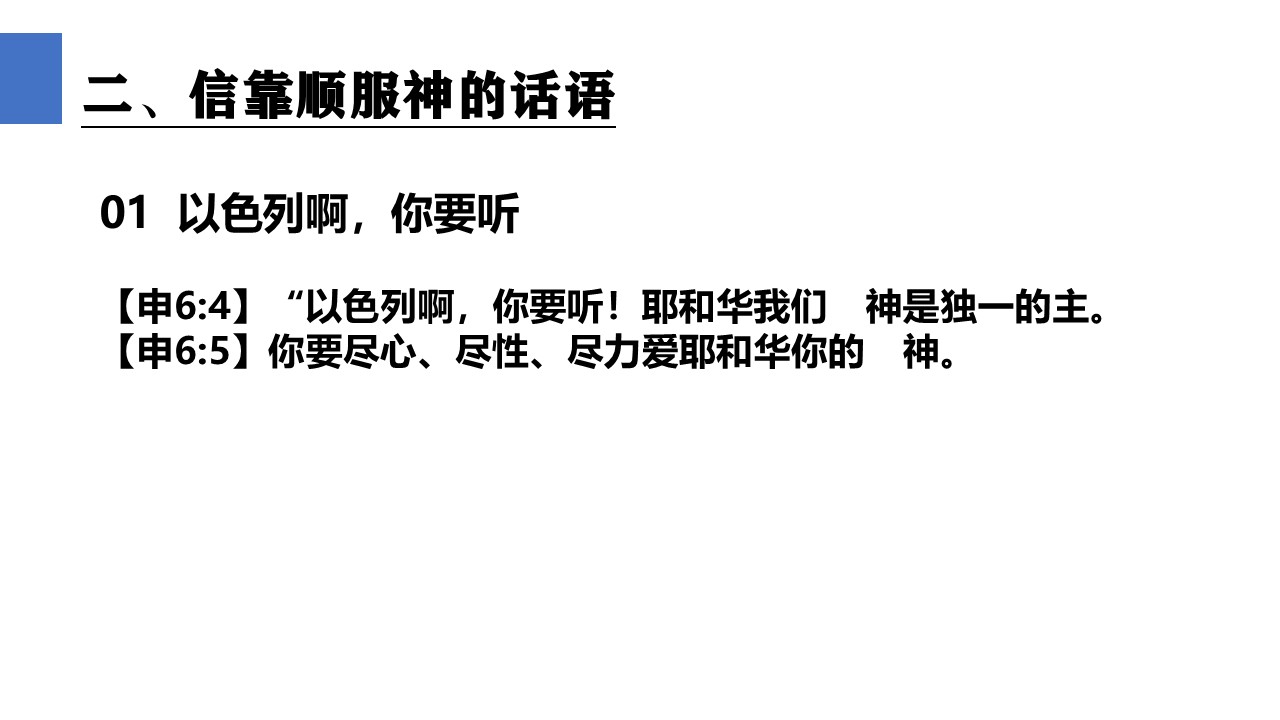 二、信靠顺服神的话语
01 以色列啊，你要听
【申6:4】“以色列啊，你要听！耶和华我们　神是独一的主。
【申6:5】你要尽心、尽性、尽力爱耶和华你的　神。